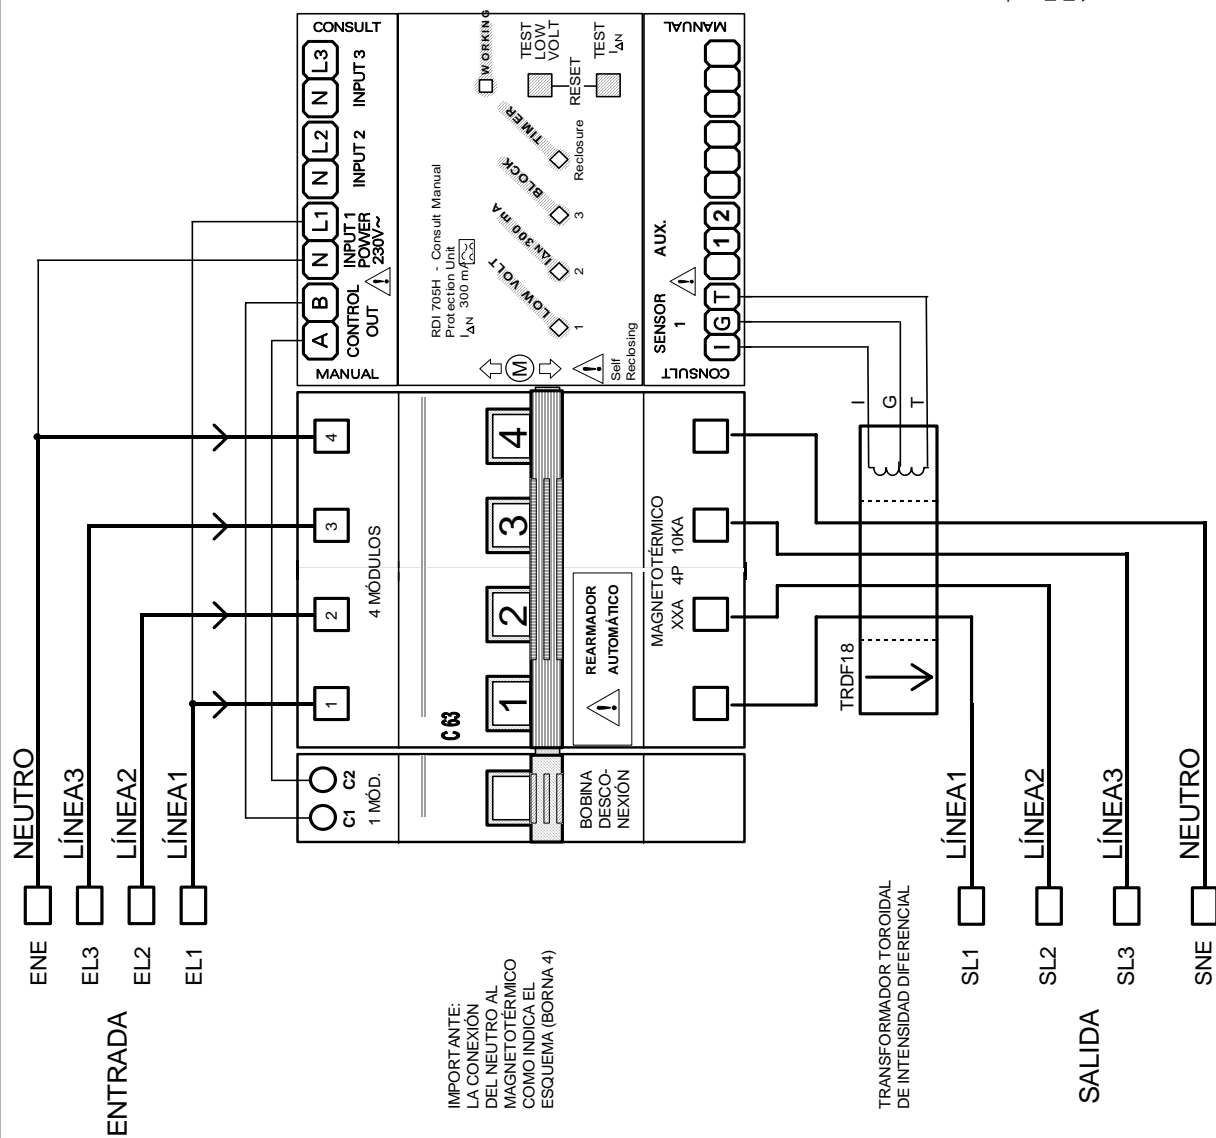 ENTRADA
ENE
NEUTRO
EL3
LÍNEA3
EL2
LÍNEA2
EL1
LÍNEA1
IMPORTANTE:
LA CONEXIÓN
DEL NEUTRO AL
MAGNETOTÉRMICO
COMO INDICA EL
ESQUEMA (BORNA 4)
TRANSFORMADOR TOROIDAL
DE INTENSIDAD DIFERENCIAL
SALIDA
SL1
LÍNEA1
SL2
LÍNEA2
SL3
LÍNEA3
SNE
NEUTRO
C1
C2
1 MÓD.
BOBINA
DESCO-
NEXIÓN
1
2
3
4
4 MÓDULOS
C 63
1
2
3
4
REARMADOR
AUTOMÁTICO
MAGNETOTÉRMICO
XXA 4P 10KA
TRDF18
I
G
T
MANUAL
CONSULT
A
B
N
L1
N
L2
N
L3
CONTROL
OUT
INPUT 1
POWER
230V~
INPUT 2
INPUT 3
RDI 705H - Consult Manual
Protection Unit
IΔN 300 mA
M
Self
Reclosing
LOW VOLT
IΔN 300 mA
BLOCK
TIMER
WORKING
1
2
3
Reclosure
TEST
LOW
VOLT
RESET
TEST
IΔN
SENSOR
1
AUX.
I
G
T
1
2
CONSULT
MANUAL